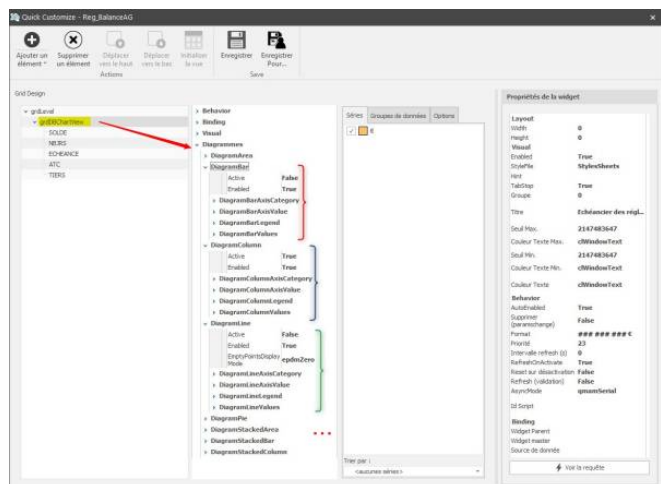 Quick Customize - Reg_BalanceAG
Ajouter un élément
Supprimer un élément
Déplacer vers le haut
Déplacer vers le bas
Initialiser la vue
Enregistrer
Enregistrer Pour...
Actions
Save
Grid Design
grdLevel
grdDBChartView
SOLDE
NBJRS
ECHEANCE
ATC
TIERS
Behavior
Binding
Visual
Diagrammes
DiagramArea
DiagramBar
Active False
Enabled True
DiagramBarAxisCategory
DiagramBarAxisValue
DiagramBarLegend
DiagramBarValues
DiagramColumn
Active True
Enabled True
DiagramColumnAxisCategory
DiagramColumnAxisValue
DiagramColumnLegend
DiagramColumnValues
DiagramLine
Active False
Enabled True
EmptyPointsDisplay Mode epdmZero
DiagramLineAxisCategory
DiagramLineAxisValue
DiagramLineLegend
DiagramLineValues
DiagramPie
DiagramStackedArea
DiagramStackedBar
DiagramStackedColumn
...
Séries Groupes de données Options
€
Trier par :
<aucunes séries>
Propriétés de la widget
Layout
Width 0
Height 0
Visual
Enabled True
StyleFile StylesSheets
Hint
TabStop True
Groupe 0
Titre Echéancier des régl...
Seuil Max. 2147483647
Couleur Texte Max. clWindowText
Seuil Min. 2147483647
Couleur Texte Min. clWindowText
Couleur Texte clWindowText
Behavior
AutoEnabled True
Supprimer (paramschange) False
Format ### ### ### €
Priorité 23
Intervalle refresh (s) 0
RefreshOnActivate True
Reset sur désactivation False
Refresh (validation) False
AsyncMode qmamSerial
Id Script
Binding
Widget Parent
Widget master
Source de donnée
Voir la requête